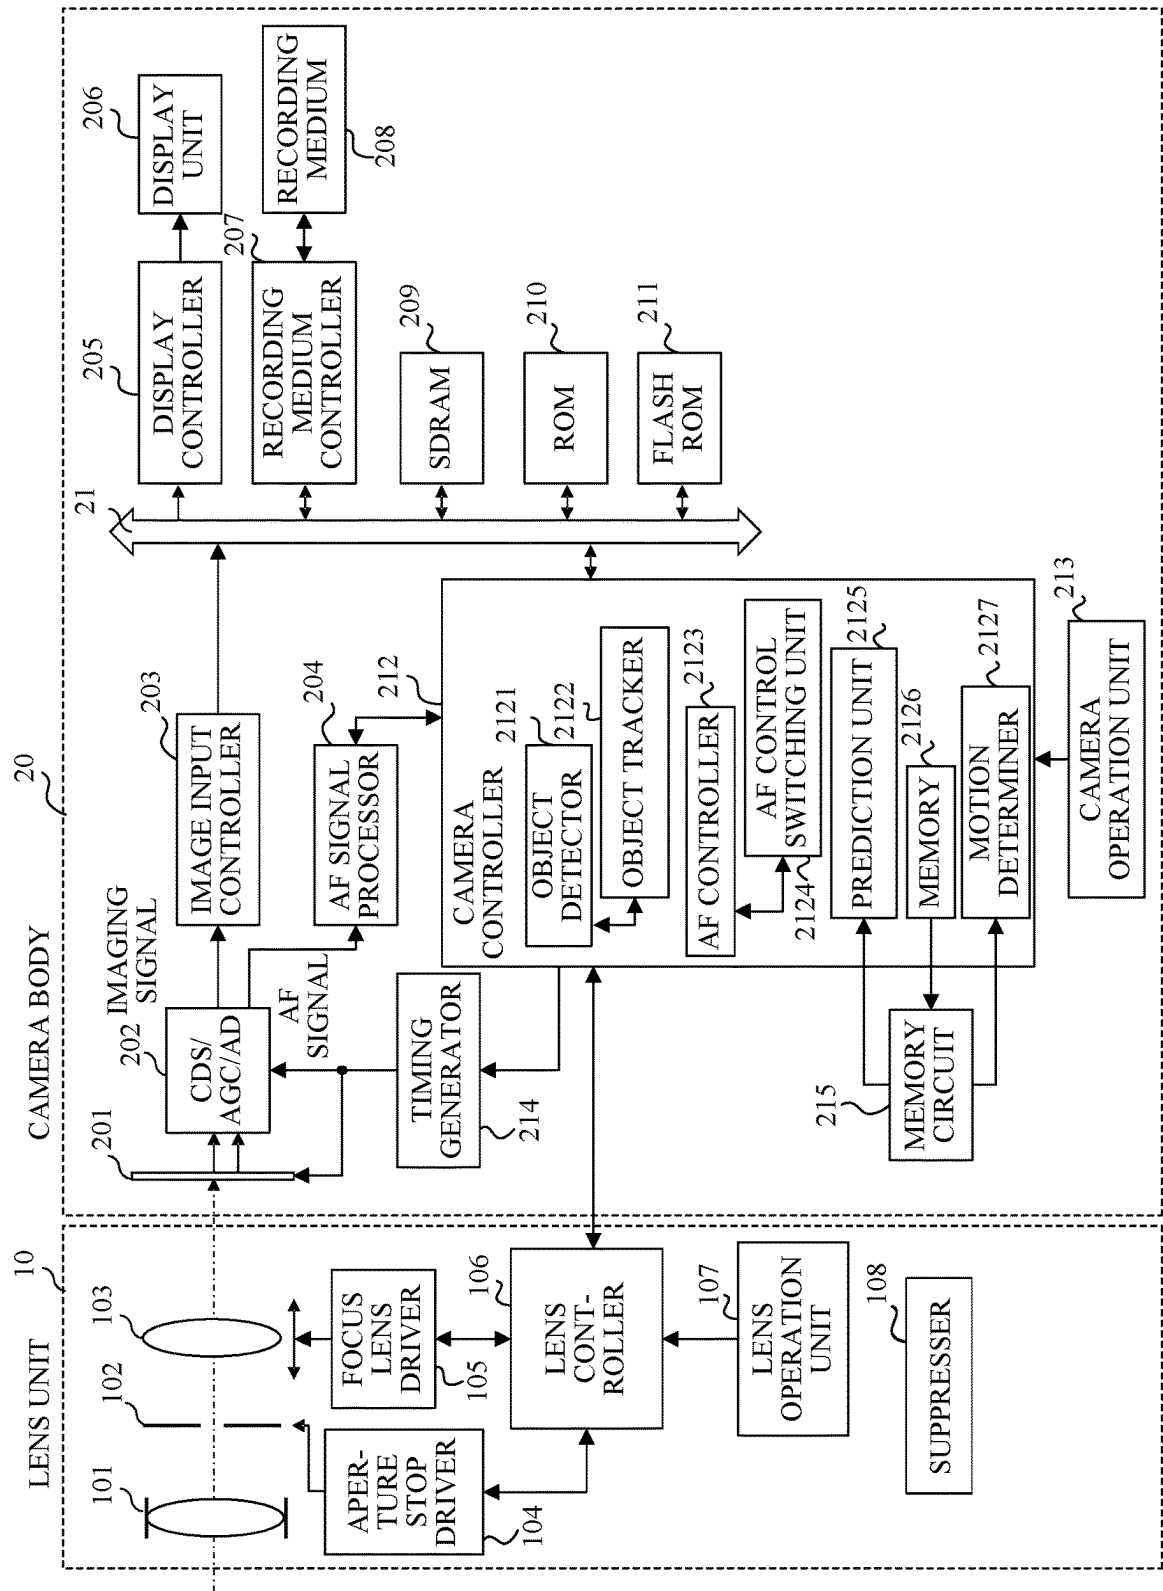 LENS UNIT
10
101
102
103
APER-
TURE
STOP
DRIVER
104
FOCUS
LENS
DRIVER
105
106
LENS
CONT-
ROLLER
107
LENS
OPERATION
UNIT
108
SUPPRESSER
CAMERA BODY
20
201
202
CDS/
AGC/AD
IMAGING
SIGNAL
AF
SIGNAL
203
IMAGE INPUT
CONTROLLER
204
AF SIGNAL
PROCESSOR
TIMING
GENERATOR
214
212
CAMERA
CONTROLLER
2121
OBJECT
DETECTOR
2122
OBJECT TRACKER
2123
AF CONTROLLER
AF CONTROL
SWITCHING UNIT
2124
2125
PREDICTION UNIT
2126
MEMORY
2127
MOTION
DETERMINER
215
MEMORY
CIRCUIT
213
CAMERA
OPERATION UNIT
21
205
DISPLAY
CONTROLLER
206
DISPLAY
UNIT
207
RECORDING
MEDIUM
CONTROLLER
RECORDING
MEDIUM
208
209
SDRAM
210
ROM
211
FLASH
ROM